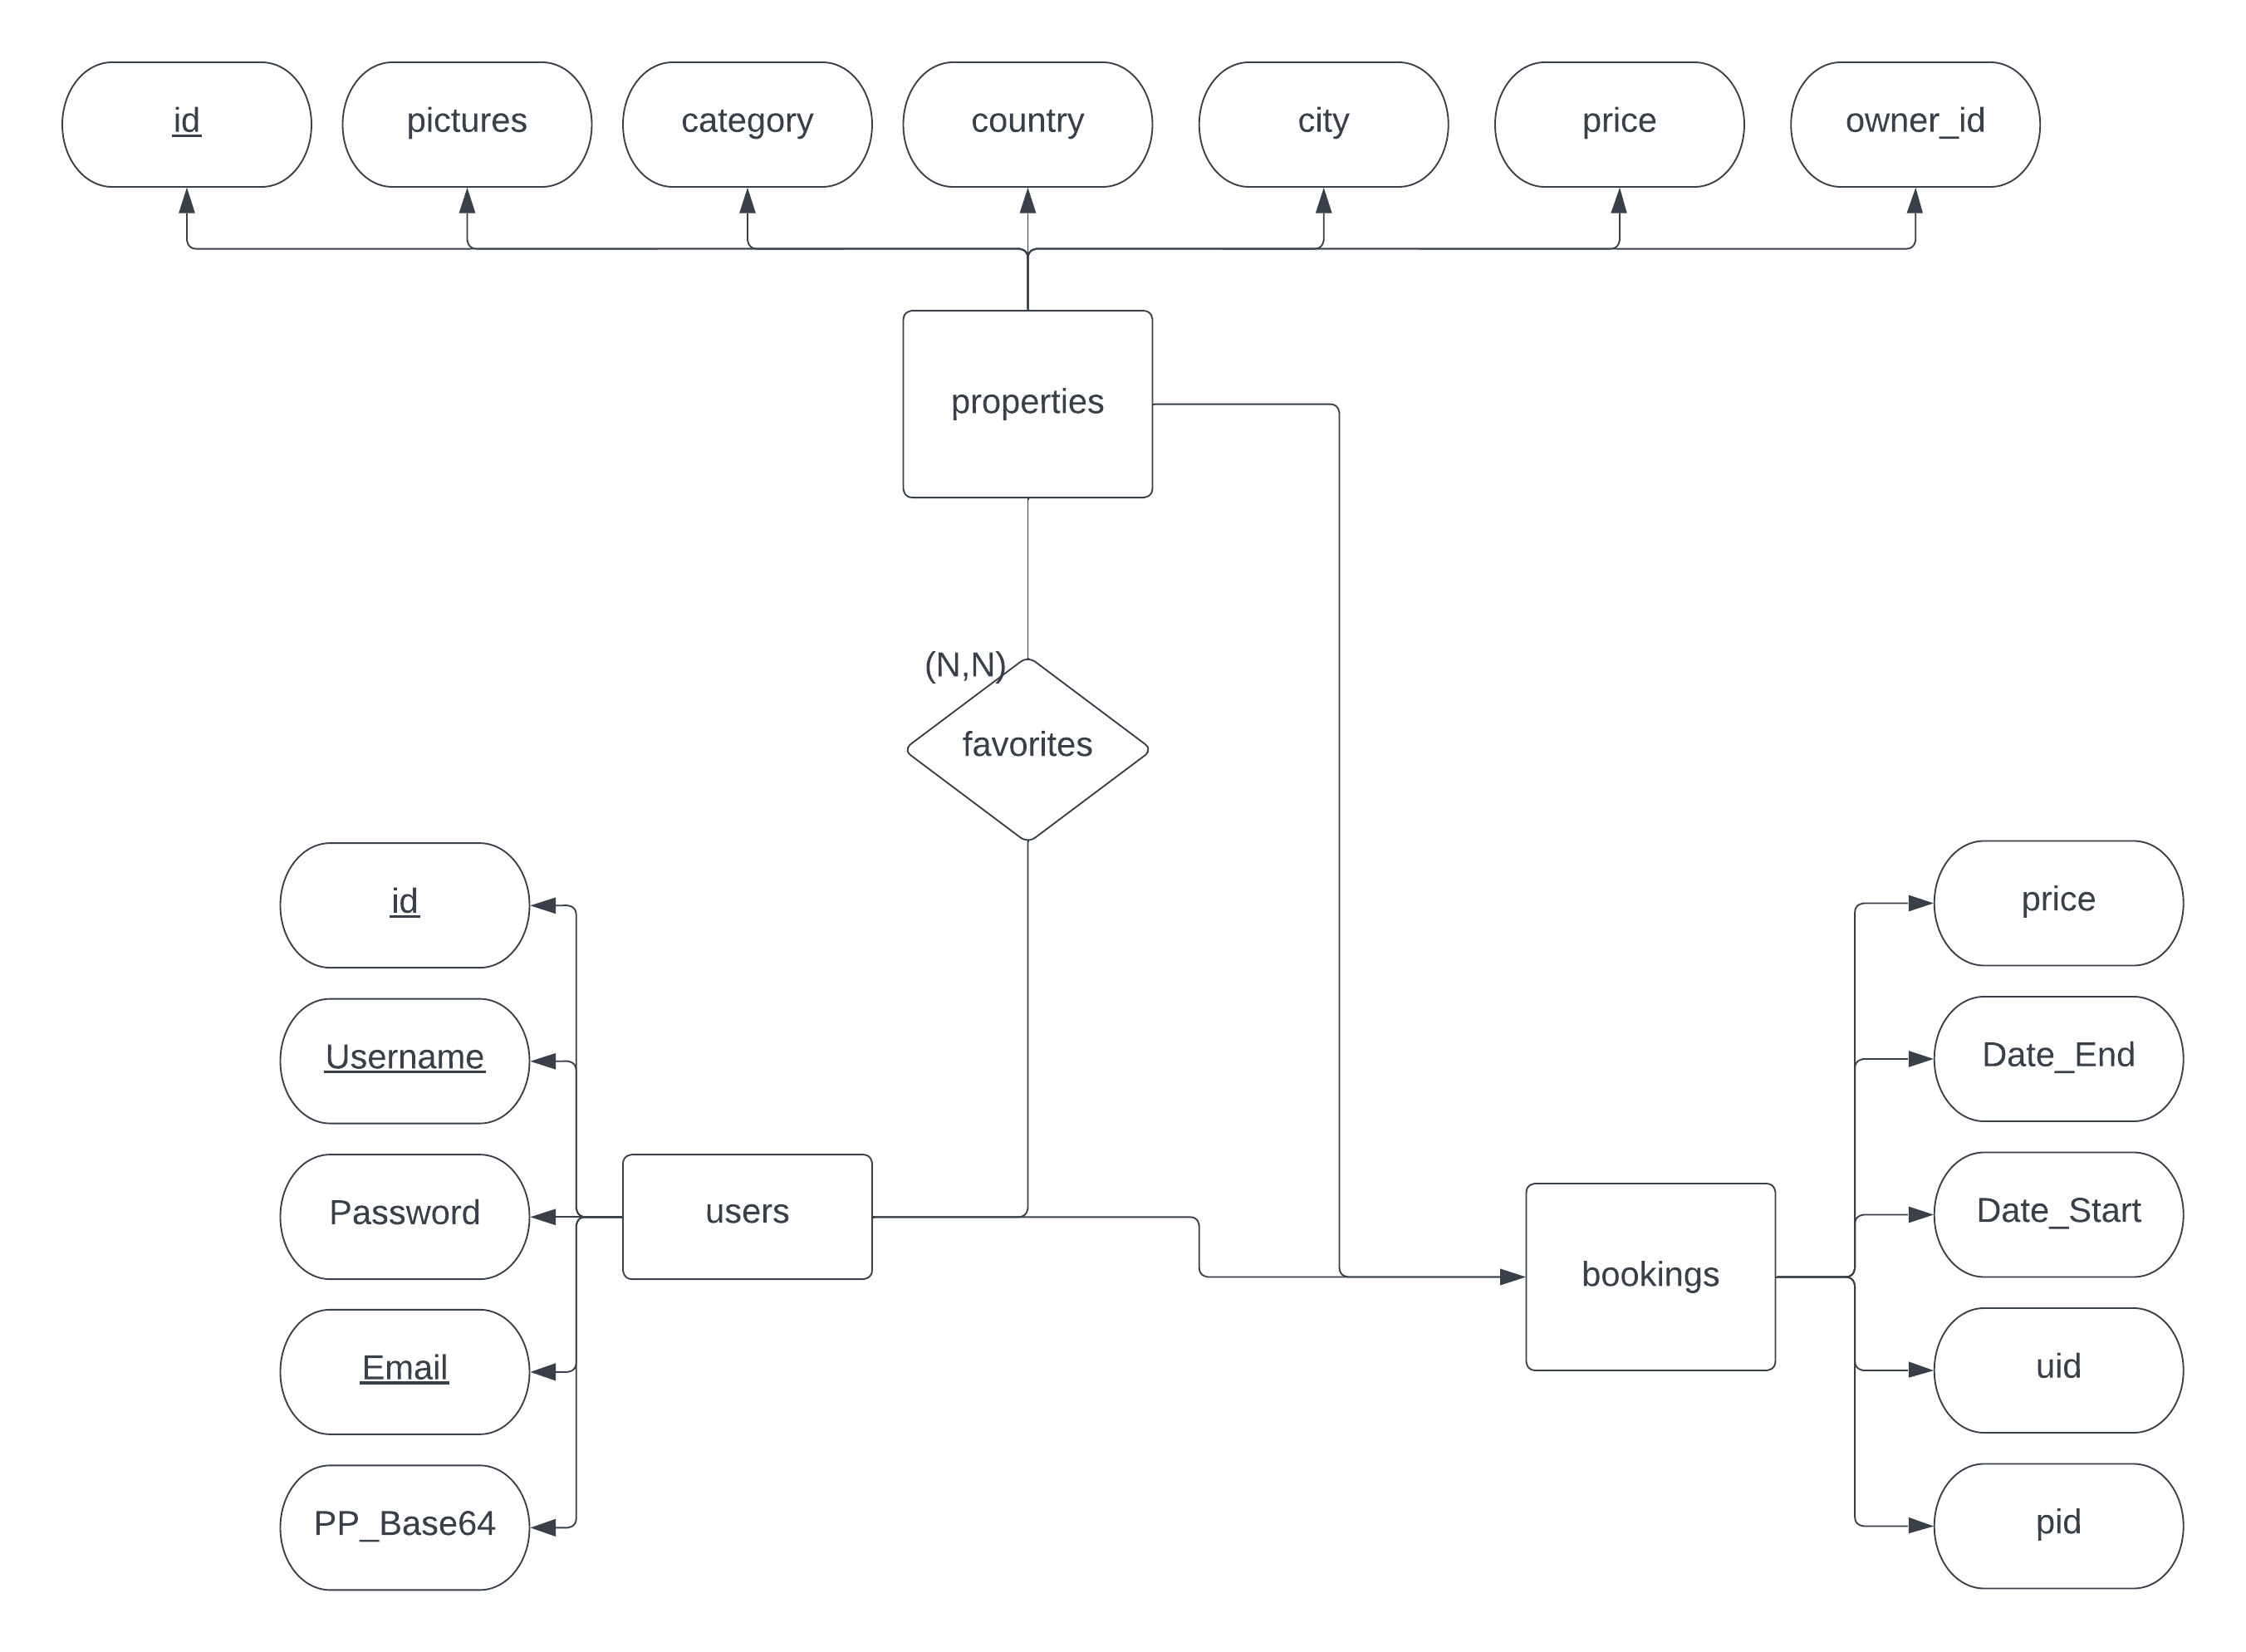 id
pictures
category
country
city
price
owner_id
properties
(N,N)
favorites
id
Username
Password
Email
PP_Base64
users
bookings
price
Date_End
Date_Start
uid
pid